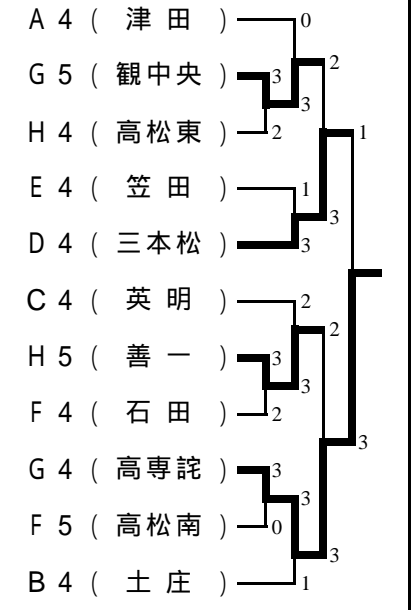 A 4 ( 津 田 ) 0
G 5 ( 観中央 ) 3
H 4 ( 高松東 ) 2
3
2
E 4 ( 笠 田 ) 1
D 4 ( 三本松 ) 3
3
1
C 4 ( 英 明 ) 2
H 5 ( 善 一 ) 3
F 4 ( 石 田 ) 2
3
2
G 4 ( 高専詫 ) 3
F 5 ( 高松南 ) 0
3
B 4 ( 土 庄 ) 1
3
3